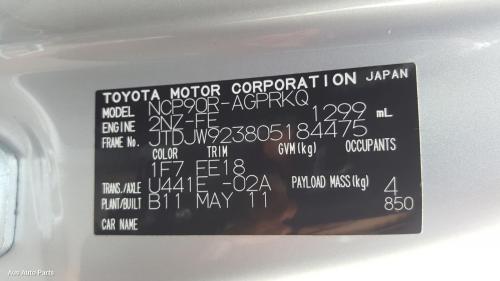 TOYOTA MOTOR CORPORATION JAPAN
MODEL NCP90R-AGPRKQ
ENGINE 2NZ-FE 1299 mL
FRAME No. JTDJW923805184475
COLOR TRIM GVM(kg) OCCUPANTS
1F7 FE18
TRANS./AXLE U441E -02A PAYLOAD MASS(kg) 4
PLANT/BUILT B11 MAY 11 850
CAR NAME
Aus Auto Parts